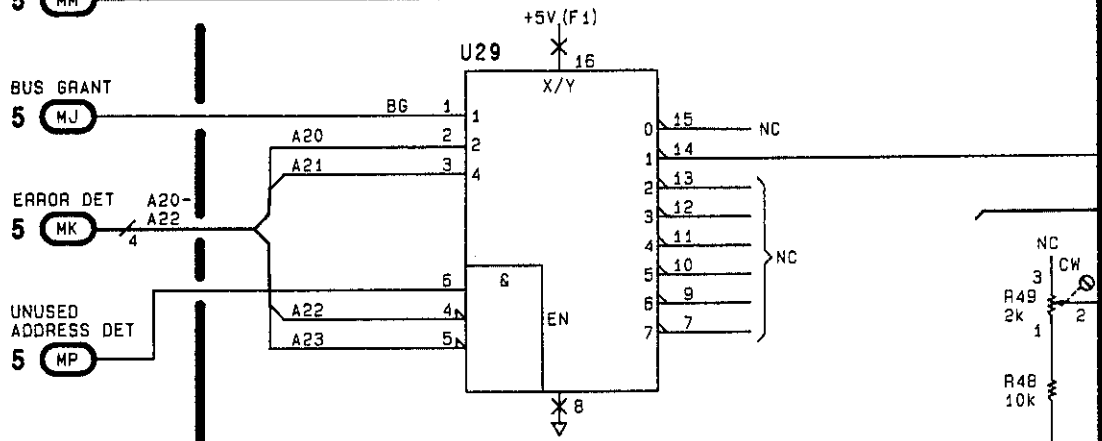 5 MM
+5V(F1)
U29
16
X/Y
BUS GRANT
5 MJ
BG 1 1
A20 2 2
A21 3 4
ERROR DET
5 MK
A20-
A22
4
UNUSED
ADDRESS DET
5 MP
6 &
EN
A22 4
A23 5
8
0 15 NC
1 14
2 13
3 12
4 11
5 10
6 9
7 7
NC
NC
3 CW
R49
2k
2
1
R48
10k